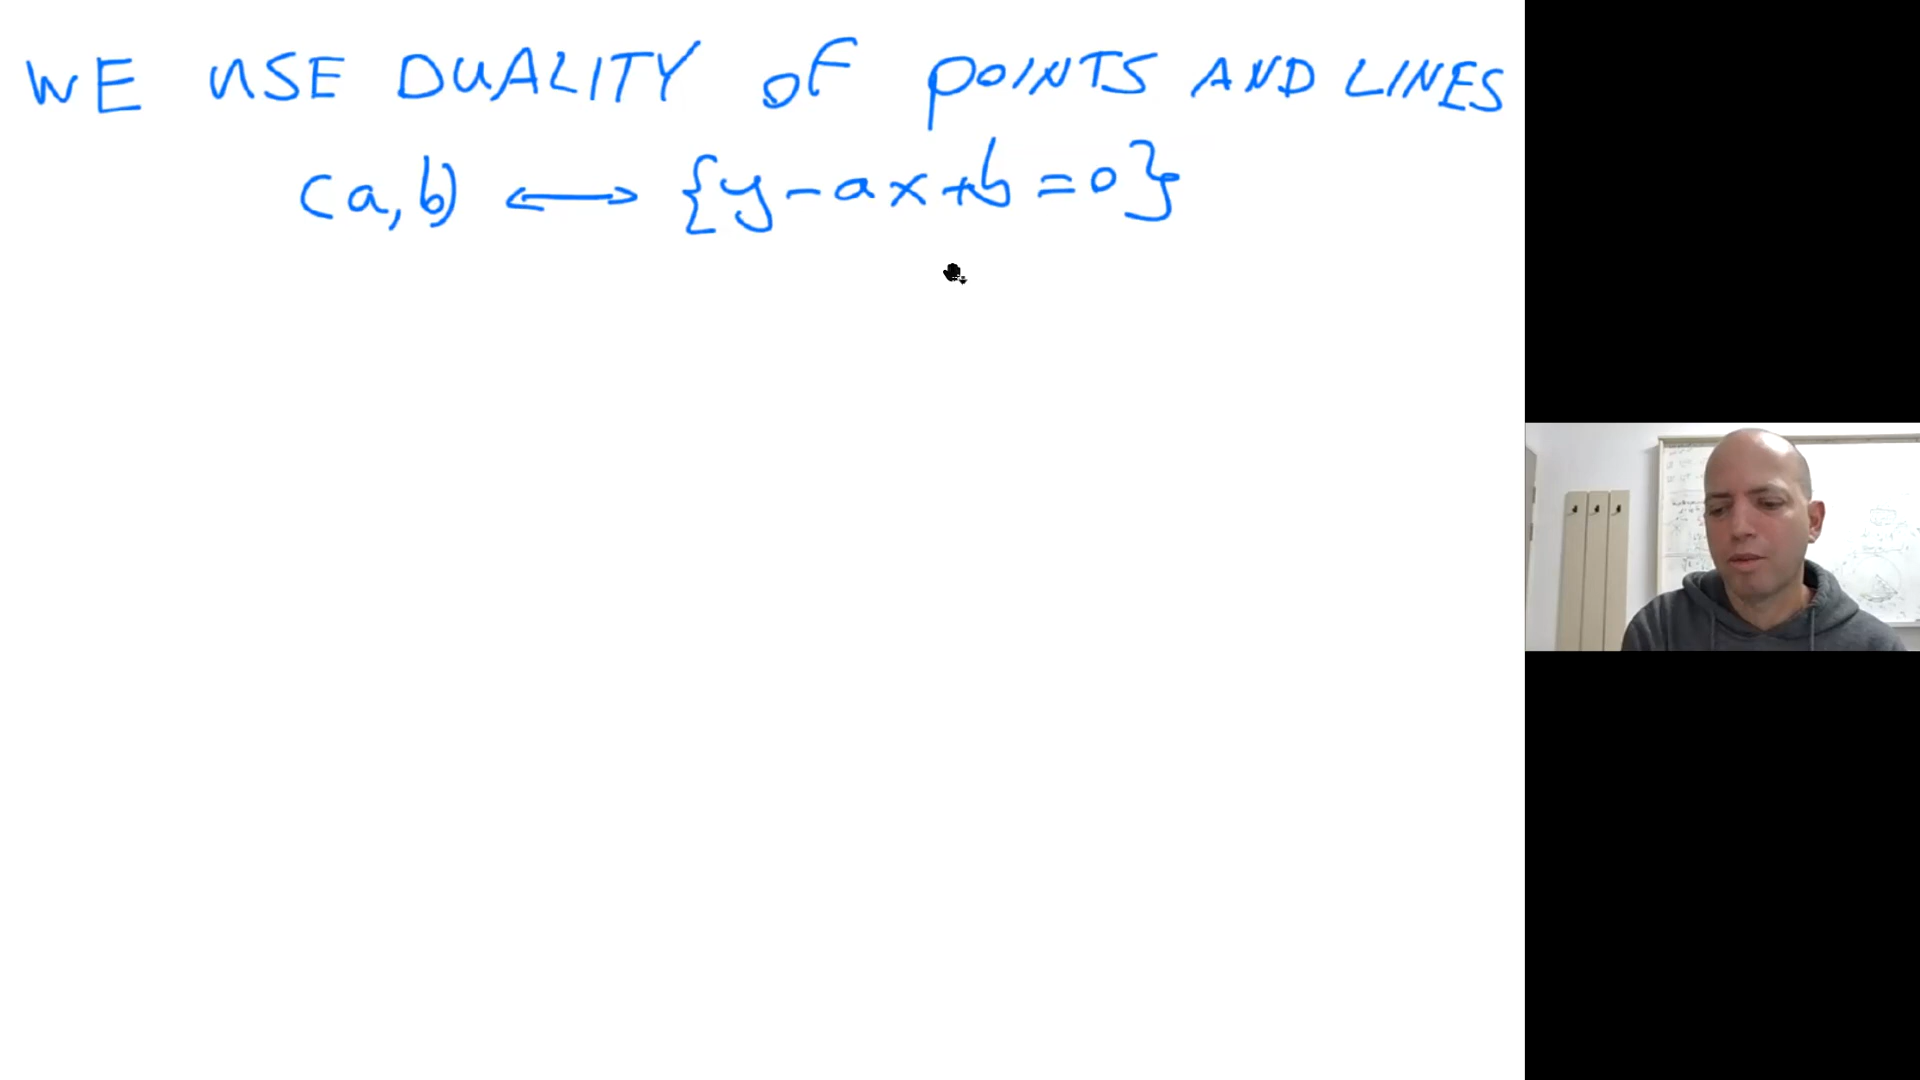 WE USE DUALITY OF POINTS AND LINES
(a,b) ⟷ {y-ax+b=0}